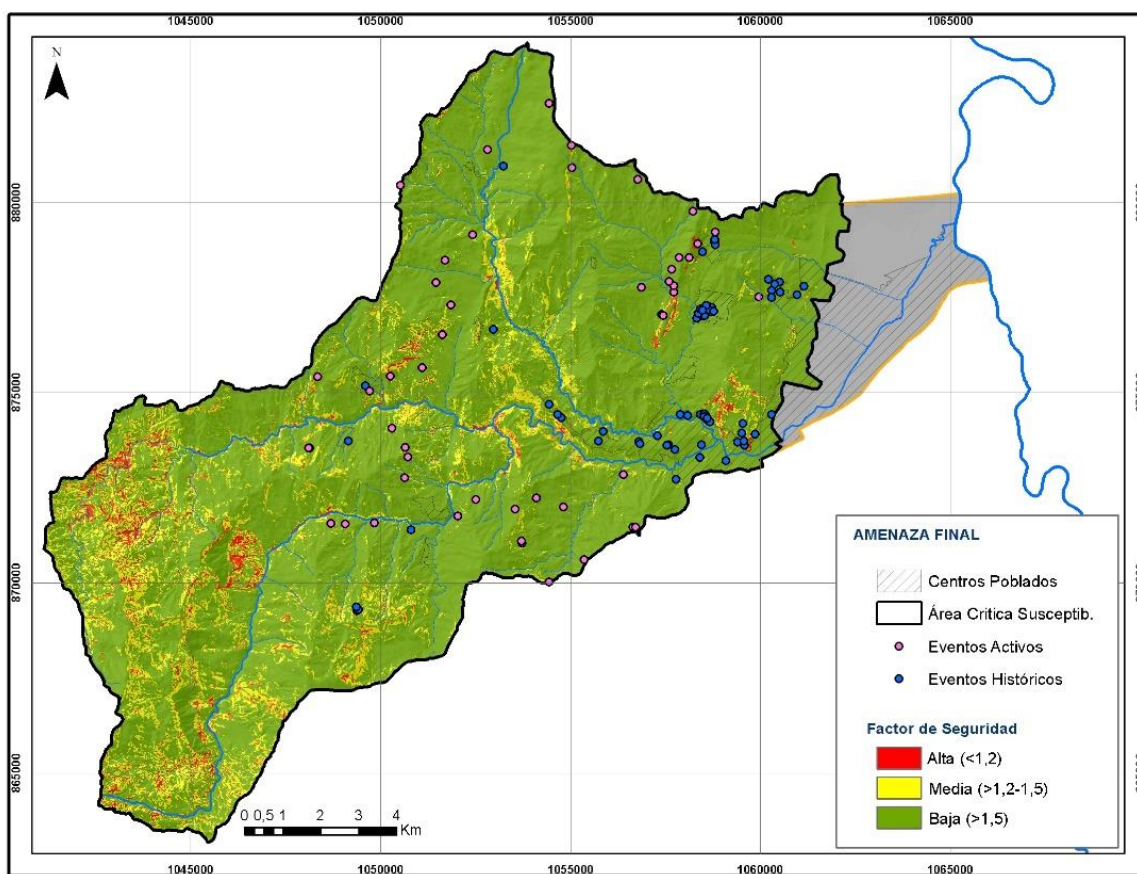 1045000 1050000 1055000 1060000 1065000
N
880000
875000
870000
865000
AMENAZA FINAL
Centros Poblados
Área Critica Susceptib.
Eventos Activos
Eventos Históricos
Factor de Seguridad
Alta (<1,2)
Media (>1,2-1,5)
Baja (>1,5)
0 0,5 1 2 3 4
Km
1045000 1050000 1055000 1060000 1065000